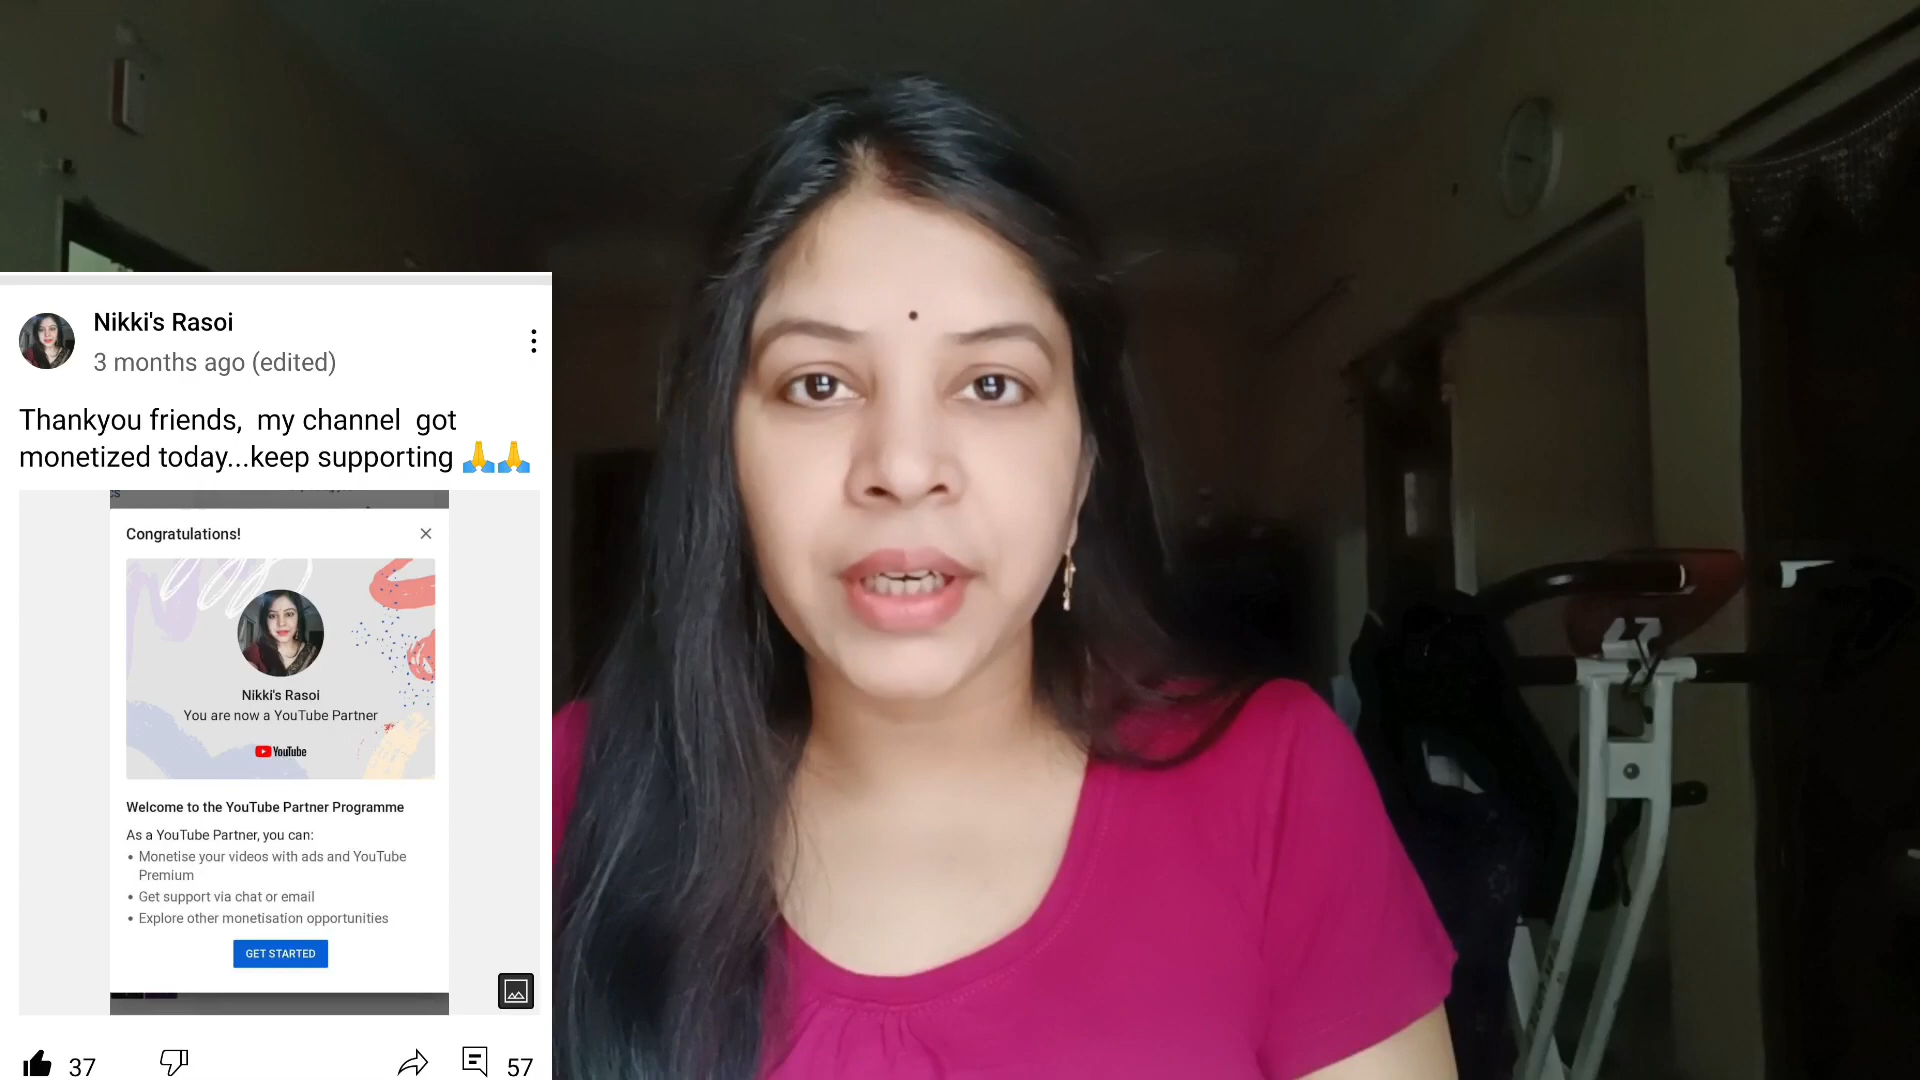 Nikki's Rasoi
3 months ago (edited)
Thankyou friends, my channel got
monetized today...keep supporting 🙏🙏
Congratulations!
Nikki's Rasoi
You are now a YouTube Partner
YouTube
Welcome to the YouTube Partner Programme
As a YouTube Partner, you can:
• Monetise your videos with ads and YouTube
Premium
• Get support via chat or email
• Explore other monetisation opportunities
GET STARTED
37
57